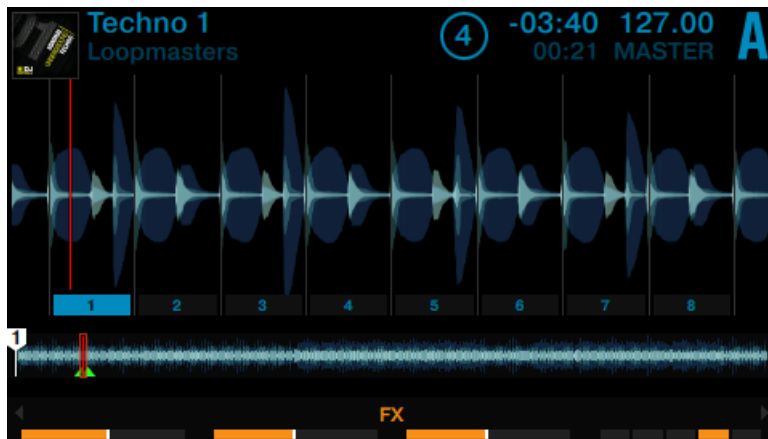 Techno 1
Loopmasters
4
-03:40 127.00
00:21 MASTER
A
1 2 3 4 5 6 7 8
1
FX